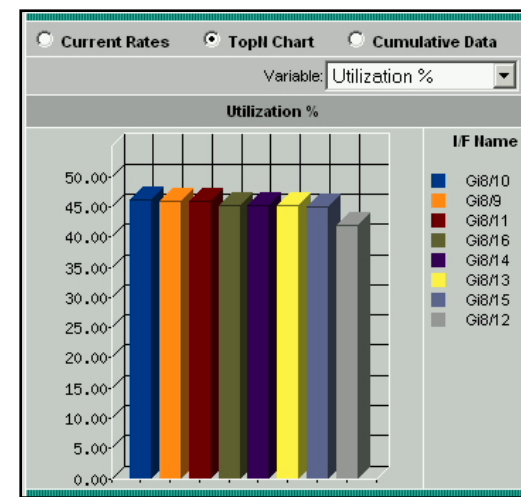 Current Rates TopN Chart Cumulative Data
Variable: Utilization %
Utilization %
I/F Name
50.00
45.00
40.00
35.00
30.00
25.00
20.00
15.00
10.00
5.00
0.00
Gi8/10
Gi8/9
Gi8/11
Gi8/16
Gi8/14
Gi8/13
Gi8/15
Gi8/12